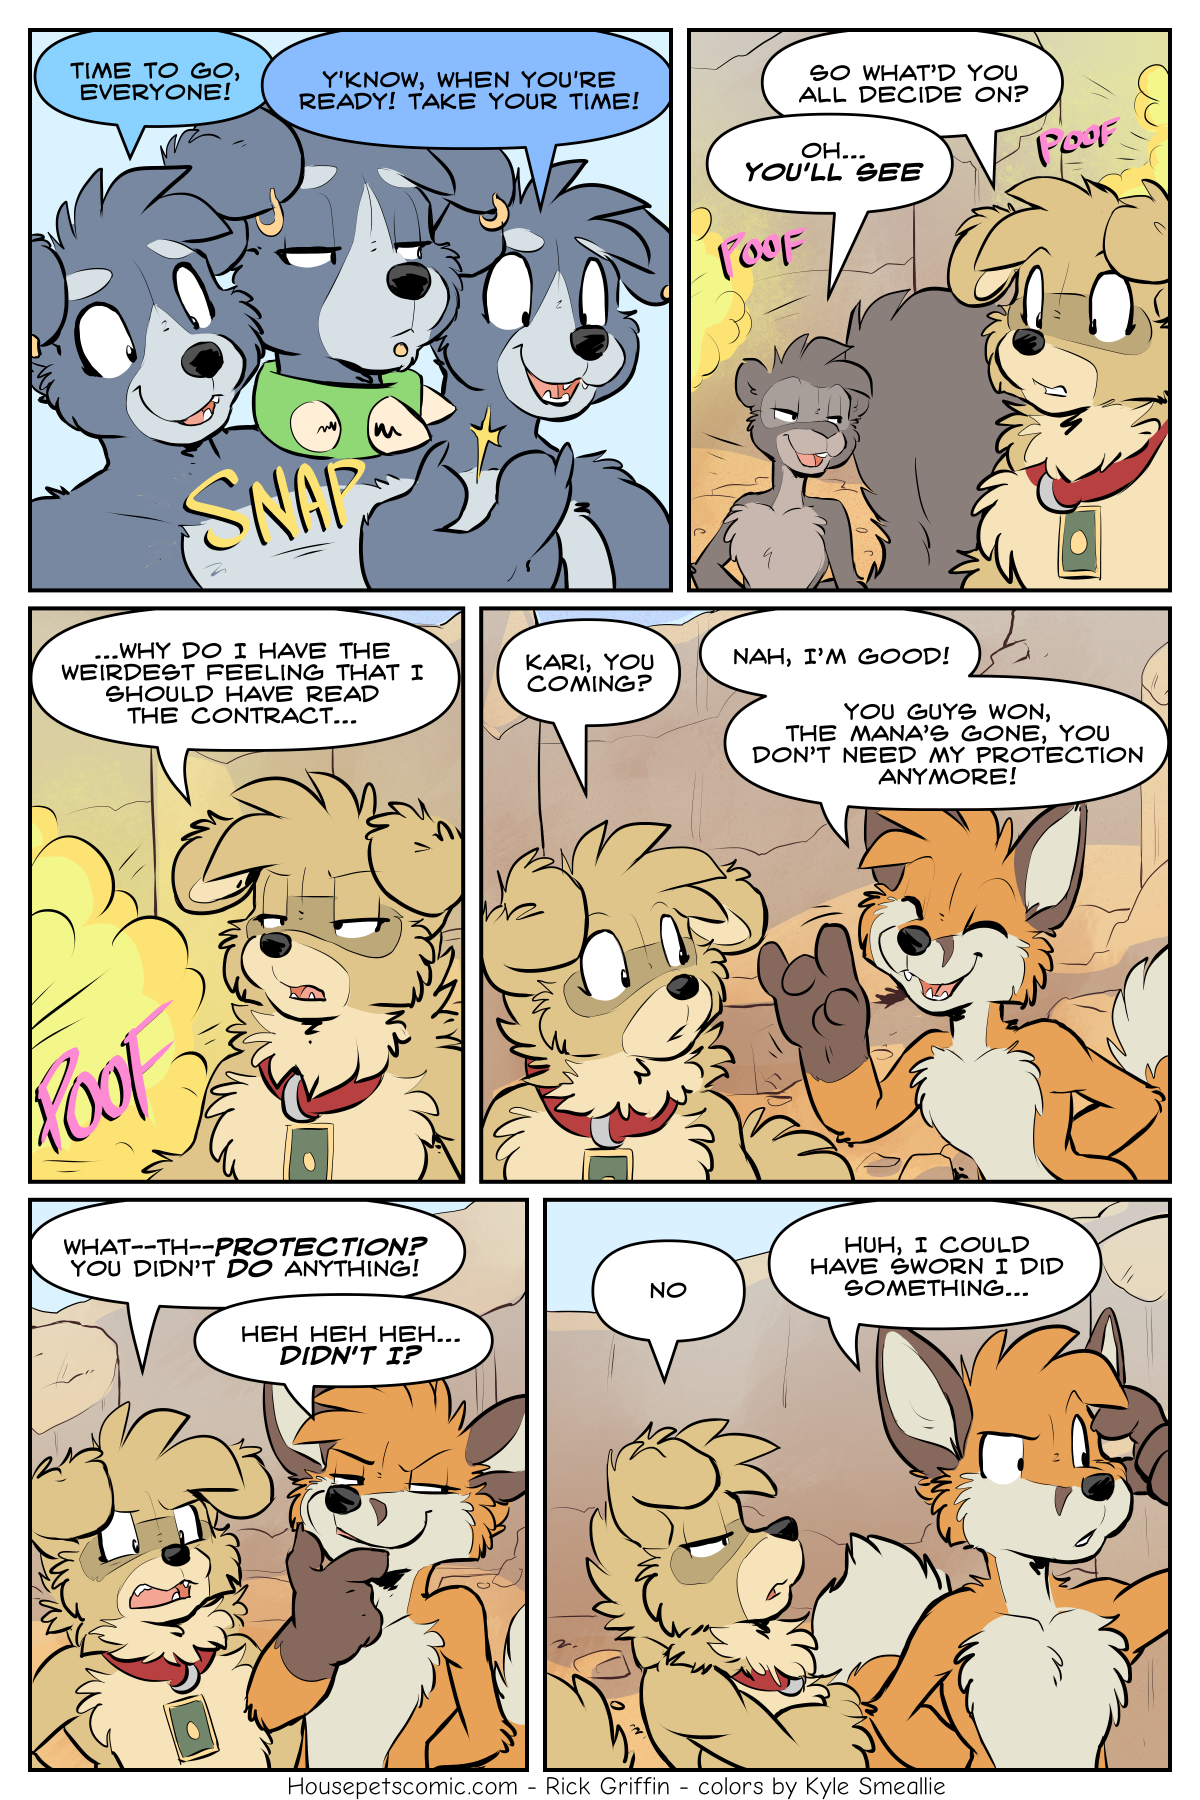 TIME TO GO,
EVERYONE!
Y'KNOW, WHEN YOU'RE
READY! TAKE YOUR TIME!
SNAP
SO WHAT'D YOU
ALL DECIDE ON?
OH...
YOU'LL SEE
POOF
POOF
...WHY DO I HAVE THE
WEIRDEST FEELING THAT I
SHOULD HAVE READ
THE CONTRACT...
POOF
KARI, YOU
COMING?
NAH, I'M GOOD!
YOU GUYS WON,
THE MANA'S GONE, YOU
DON'T NEED MY PROTECTION
ANYMORE!
WHAT--TH--PROTECTION?
YOU DIDN'T DO ANYTHING!
HEH HEH HEH...
DIDN'T I?
NO
HUH, I COULD
HAVE SWORN I DID
SOMETHING...
Housepetscomic.com - Rick Griffin - colors by Kyle Smeallie